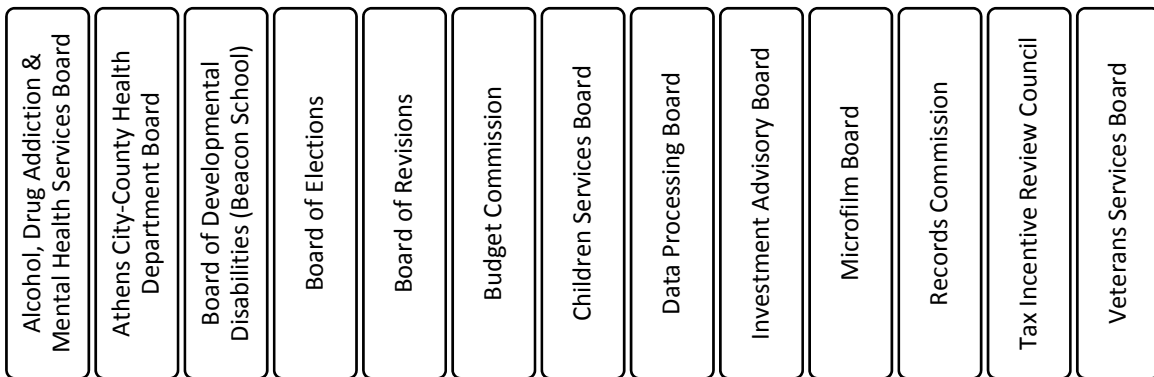 Alcohol, Drug Addiction &
Mental Health Services Board
Athens City-County Health
Department Board
Board of Developmental
Disabilities (Beacon School)
Board of Elections
Board of Revisions
Budget Commission
Children Services Board
Data Processing Board
Investment Advisory Board
Microfilm Board
Records Commission
Tax Incentive Review Council
Veterans Services Board